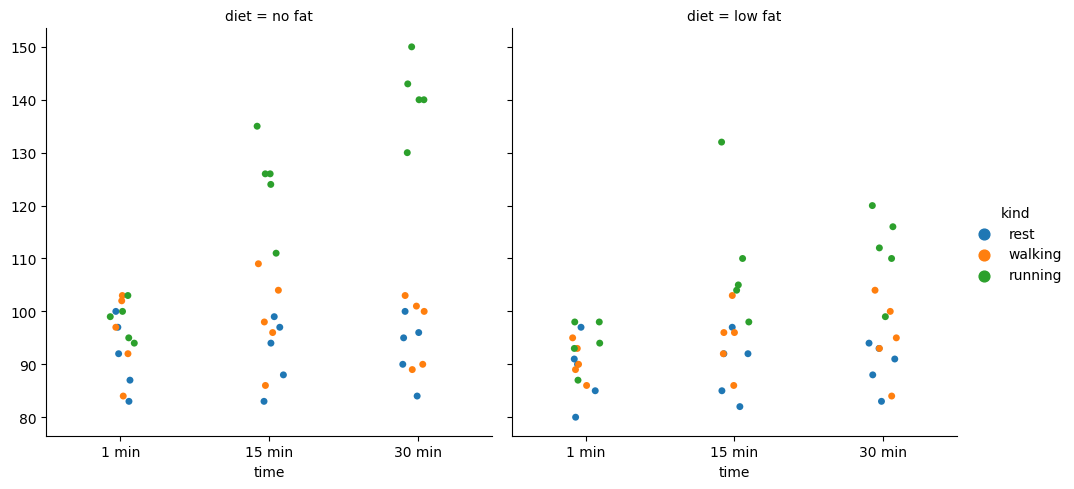 diet = no fat
diet = low fat
150
140
130
120
110
100
90
80
1 min
15 min
30 min
time
1 min
15 min
30 min
time
kind
rest
walking
running